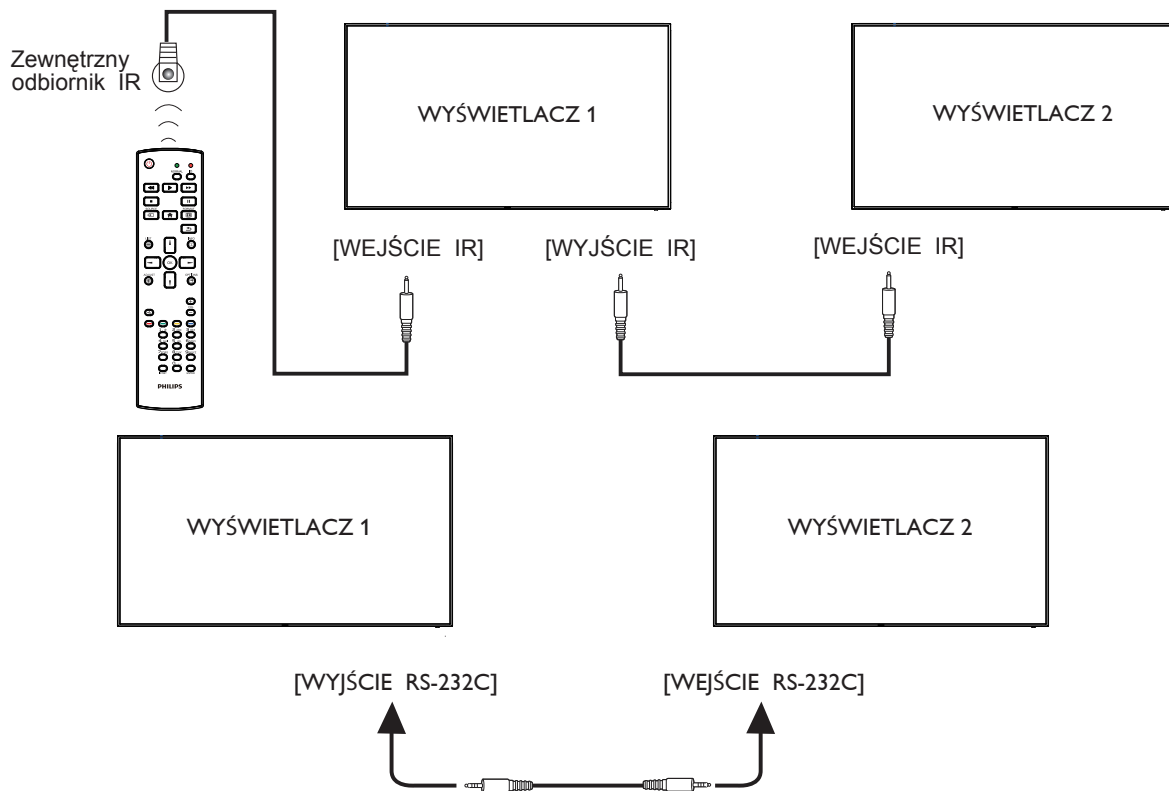 Zewnętrzny
odbiornik IR
WYŚWIETLACZ 1
WYŚWIETLACZ 2
[WEJŚCIE IR]
[WYJŚCIE IR]
[WEJŚCIE IR]
PHILIPS
WYŚWIETLACZ 1
WYŚWIETLACZ 2
[WYJŚCIE RS-232C]
[WEJŚCIE RS-232C]